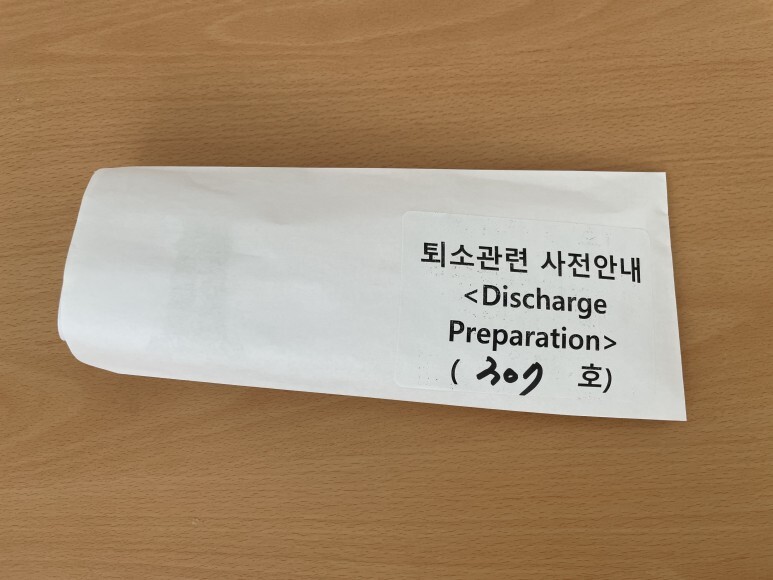 퇴소관련 사전안내
<Discharge
Preparation>
( 307 호)